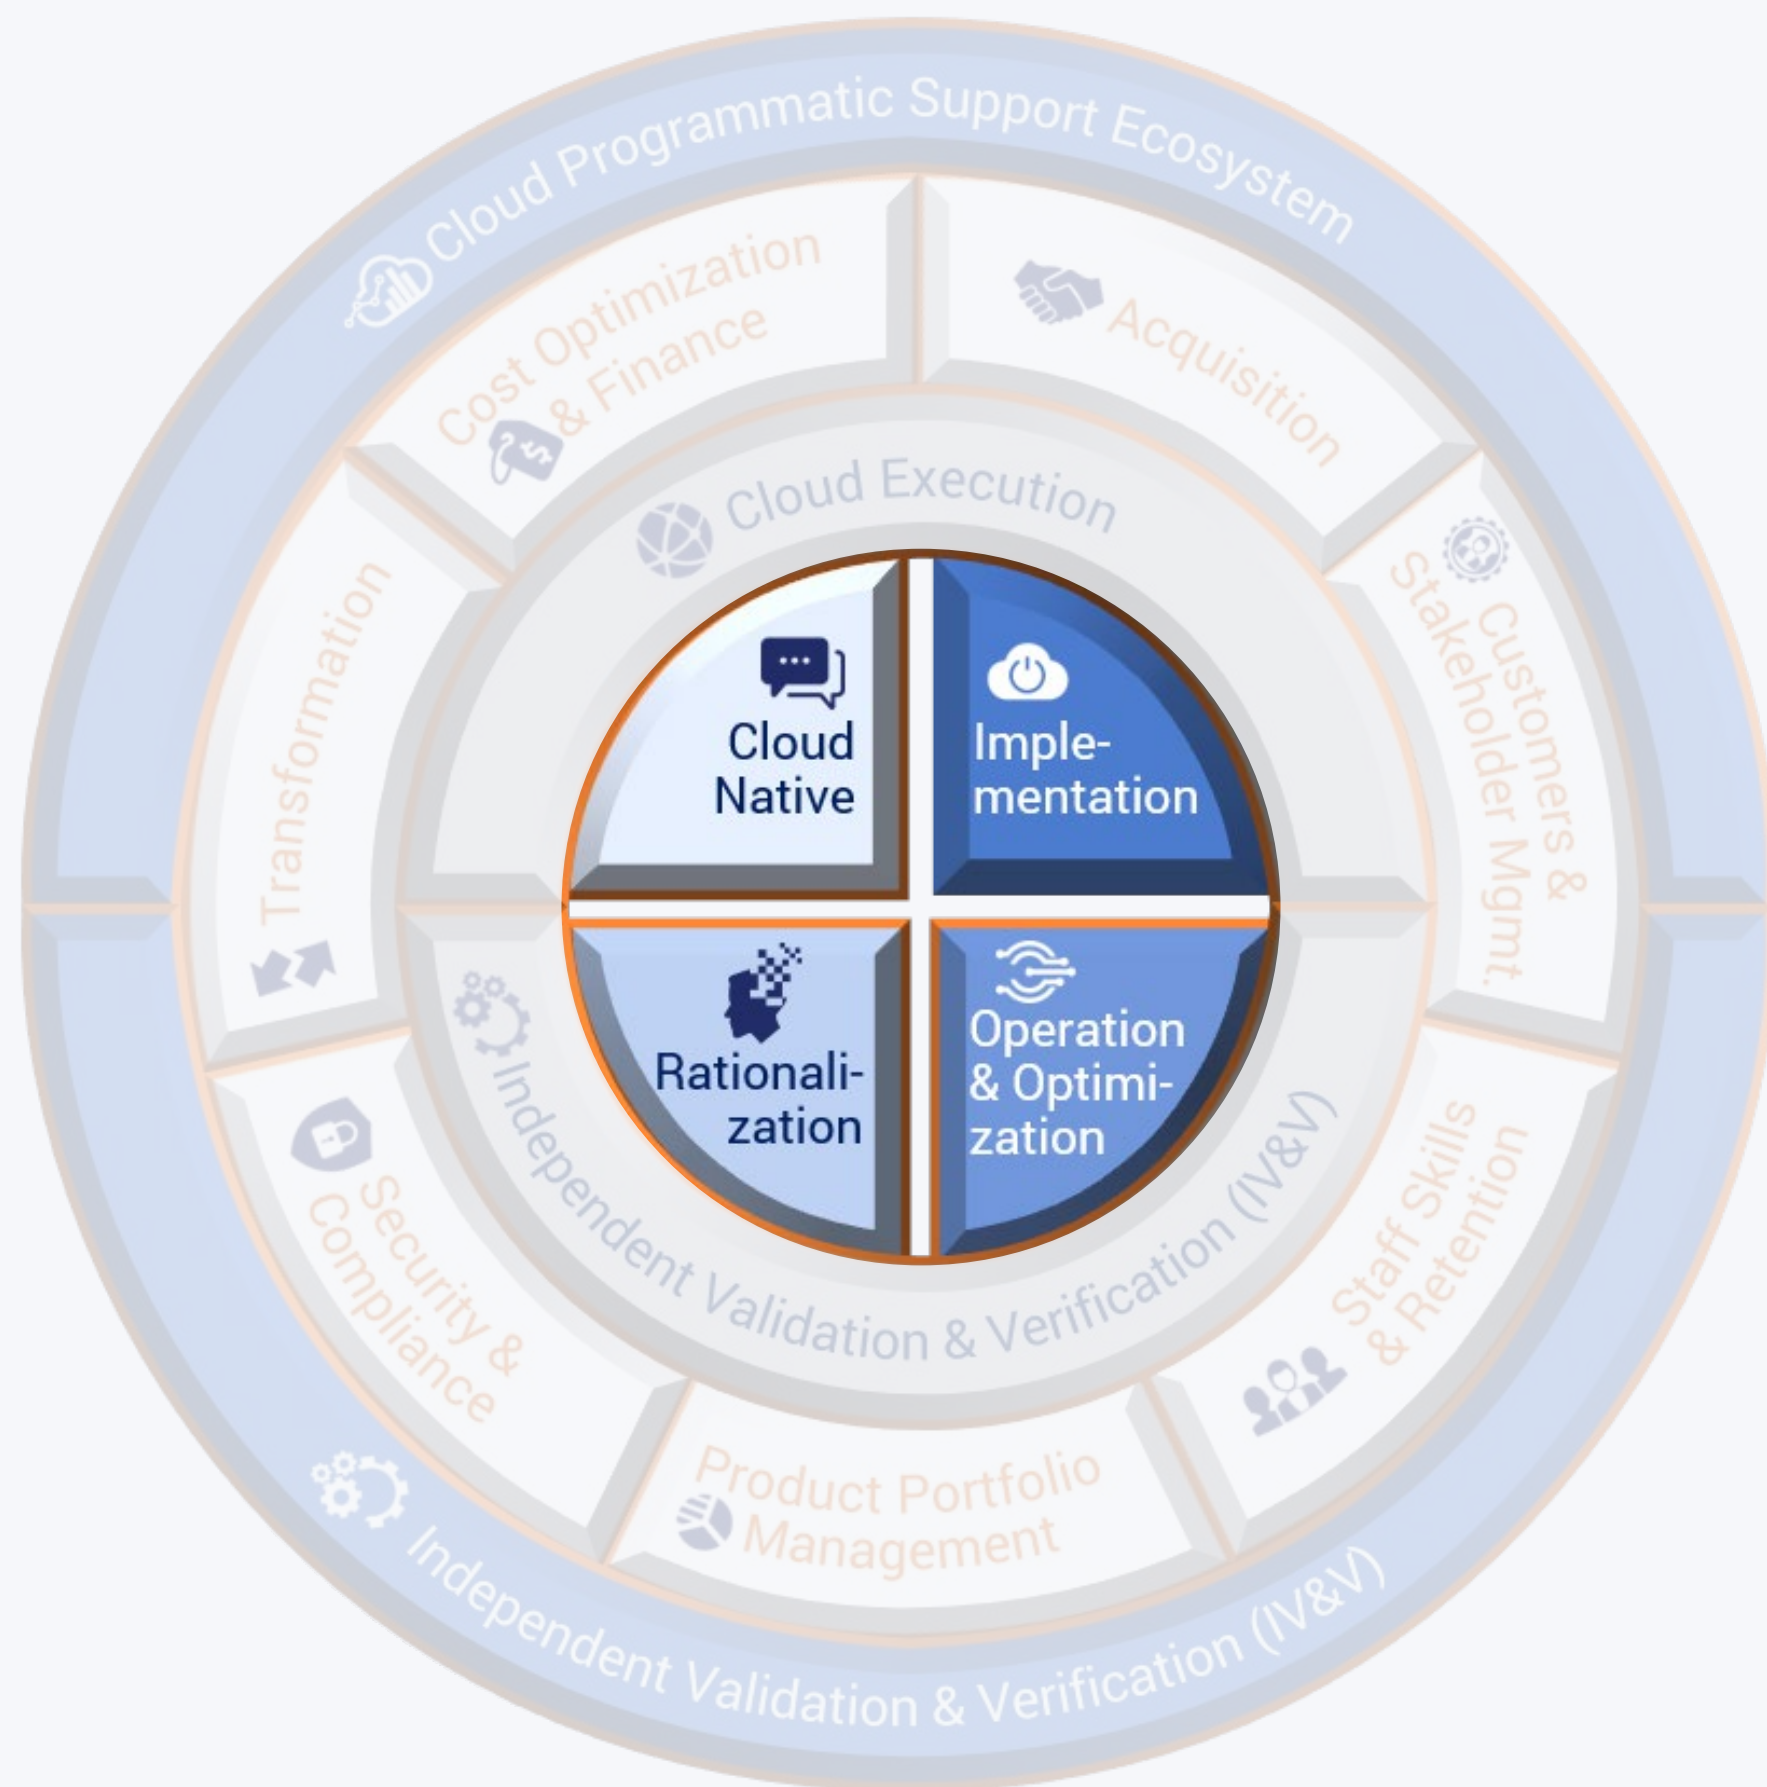 Cloud Programmatic Support Ecosystem
Cost Optimization
& Finance
Acquisition
Cloud Execution
Transformation
Customers &
Stakeholder Mgmt.
Cloud
Native
Imple-
mentation
Rationali-
zation
Operation
& Optimi-
zation
Independent Validation & Verification (IV&V)
Security &
Compliance
Staff Skills
& Retention
Product Portfolio
Management
Independent Validation & Verification (IV&V)